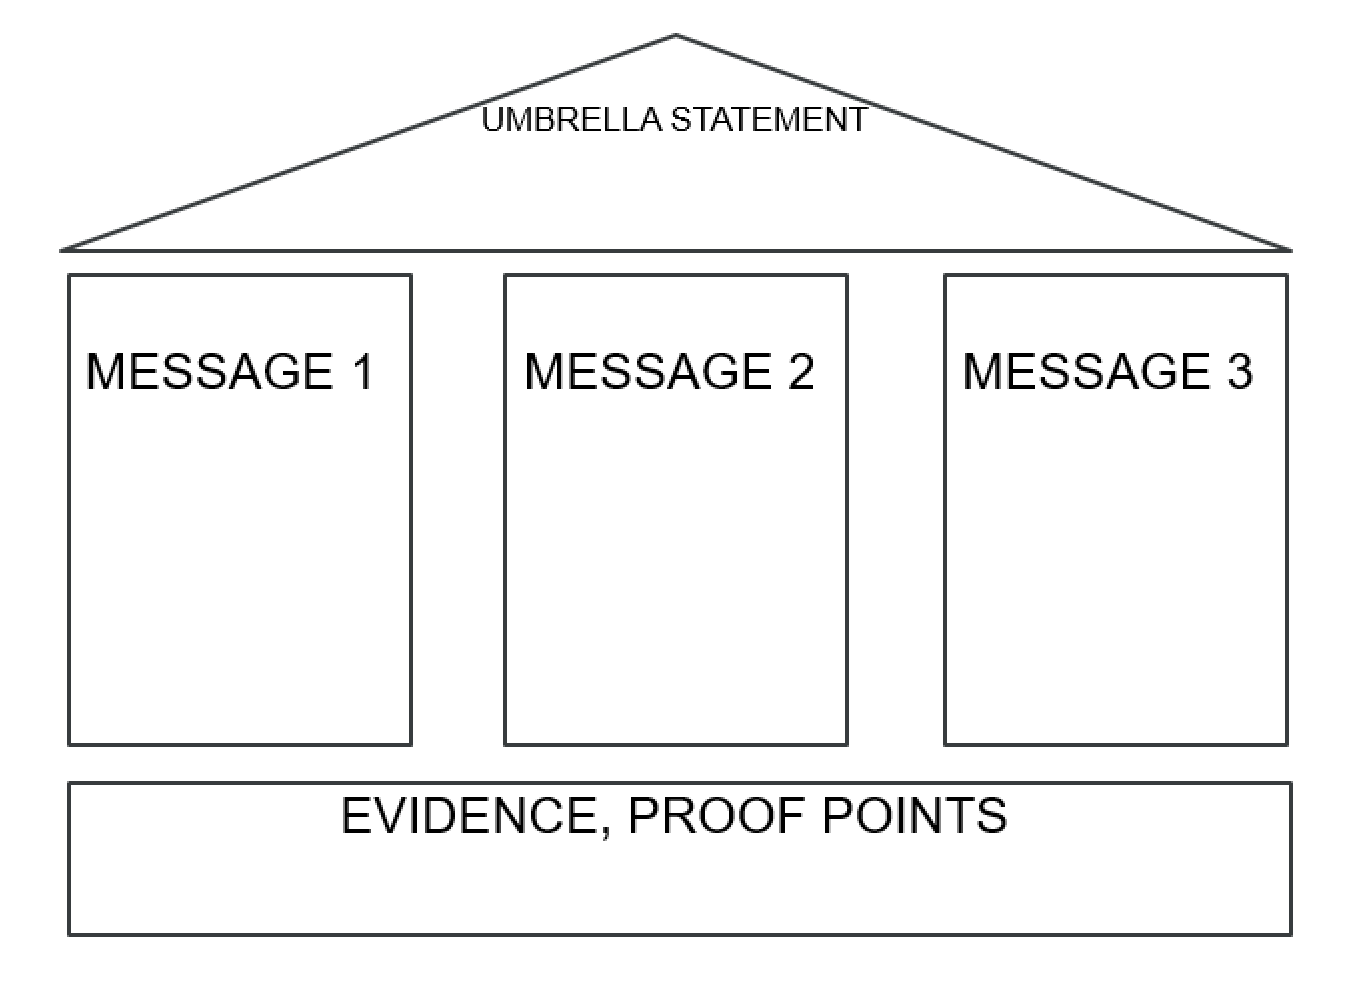 UMBRELLA STATEMENT
MESSAGE 1
MESSAGE 2
MESSAGE 3
EVIDENCE, PROOF POINTS